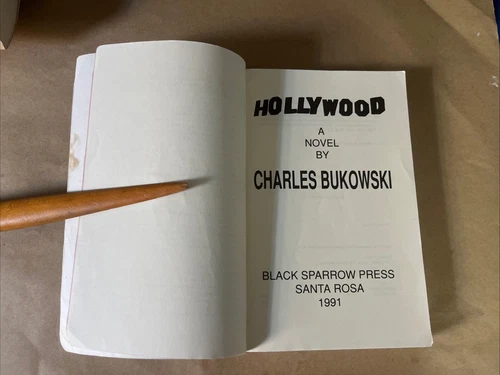 HOLLYWOOD
A
NOVEL
BY
CHARLES BUKOWSKI
BLACK SPARROW PRESS
SANTA ROSA
1991